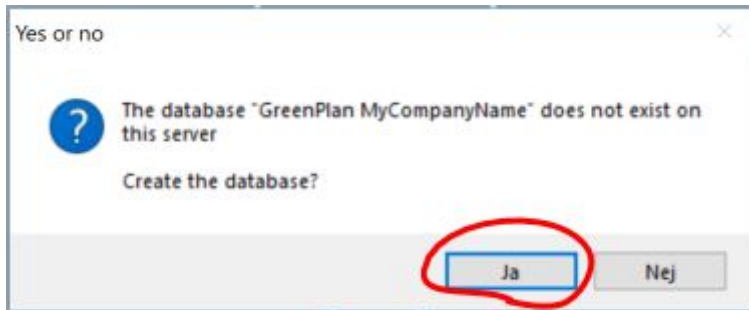 Yes or no
The database "GreenPlan MyCompanyName" does not exist on
this server
Create the database?
Ja
Nej